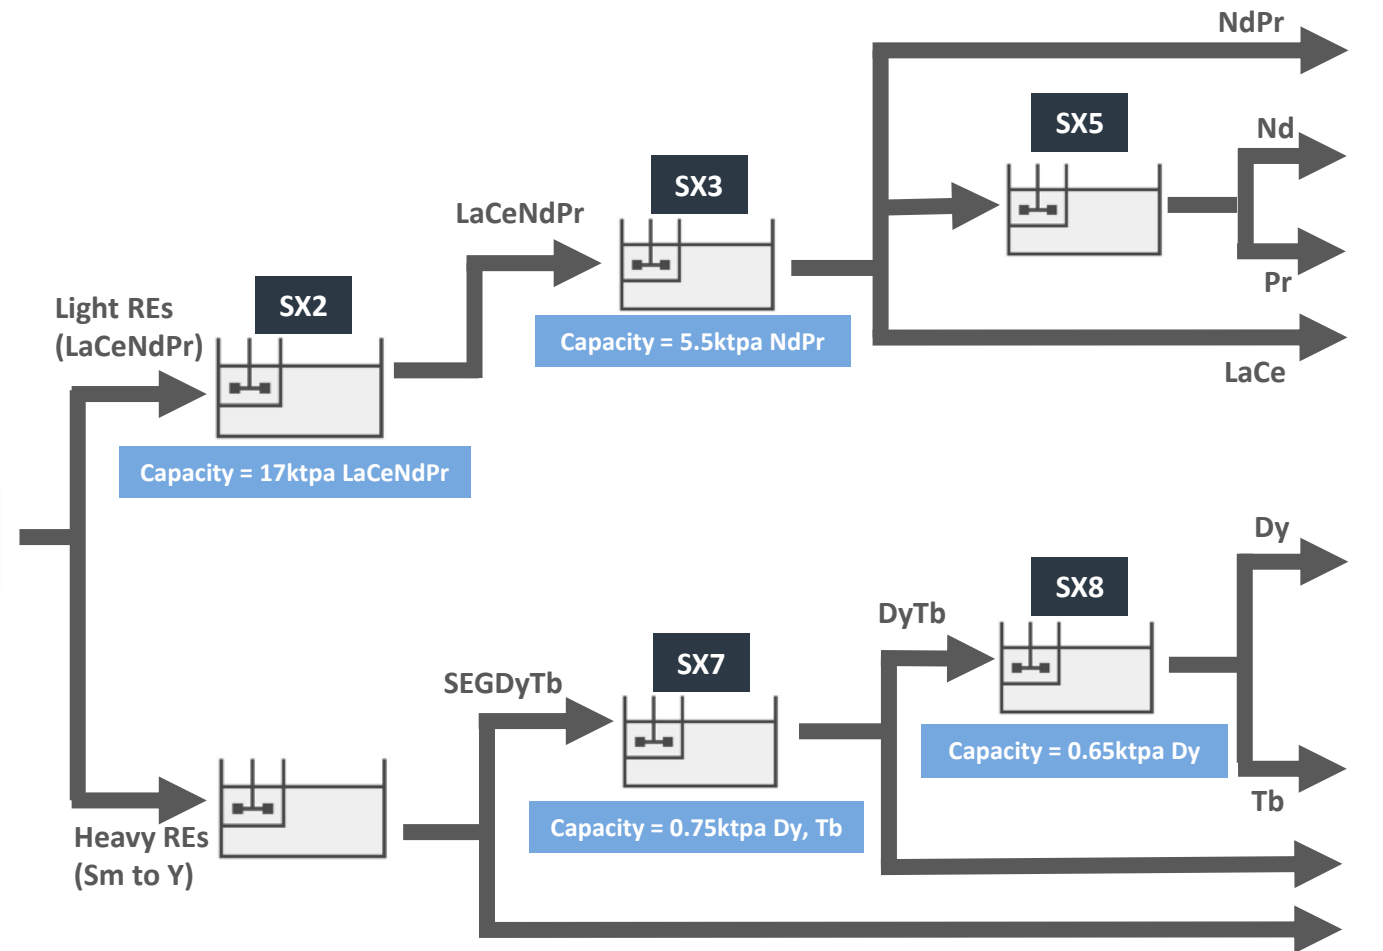 NdPr
SX5
Nd
SX3
LaCeNdPr
Pr
Light REs
(LaCeNdPr)
SX2
Capacity = 5.5ktpa NdPr
LaCe
Capacity = 17ktpa LaCeNdPr
Dy
SX8
DyTb
SX7
SEGDyTb
Capacity = 0.65ktpa Dy
Tb
Capacity = 0.75ktpa Dy, Tb
Heavy REs
(Sm to Y)